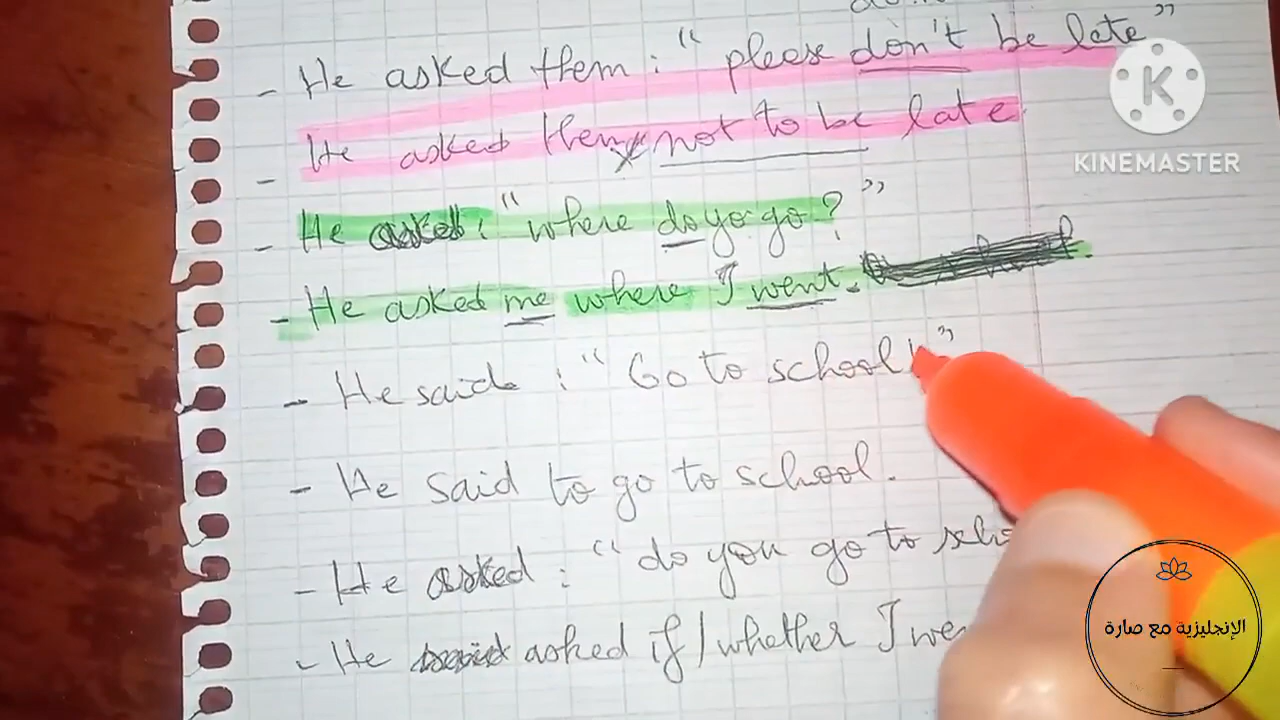 - He asked them : " please don't be late "
KINEMASTER
- He asked them not to be late
- He asked : " where do yo go ? "
- He asked me where I went .
- He said : " Go to school "
- He said to go to school .
- He asked : " do you go to
- He asked if / whether I
الإنجليزية مع صارة